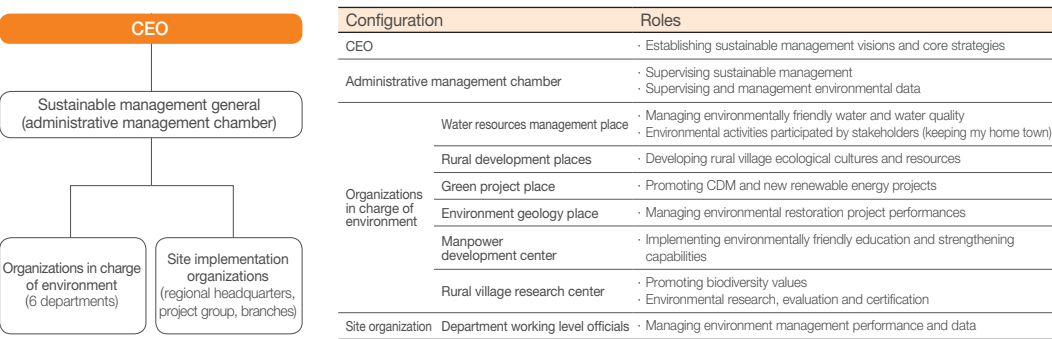 CEO
Sustainable management general
(administrative management chamber)
Organizations in charge
of environment
(6 departments)
Site implementation
organizations
(regional headquarters,
project group, branches)
Configuration Roles
CEO · Establishing sustainable management visions and core strategies
Administrative management chamber · Supervising sustainable management
· Supervising and management environmental data
Organizations
in charge of
environment
Water resources management place · Managing environmentally friendly water and water quality
· Environmental activities participated by stakeholders (keeping my home town)
Rural development places · Developing rural village ecological cultures and resources
Green project place · Promoting CDM and new renewable energy projects
Environment geology place · Managing environmental restoration project performances
Manpower
development center
· Implementing environmentally friendly education and strengthening
capabilities
Rural village research center · Promoting biodiversity values
· Environmental research, evaluation and certification
Site organization Department working level officials · Managing environment management performance and data